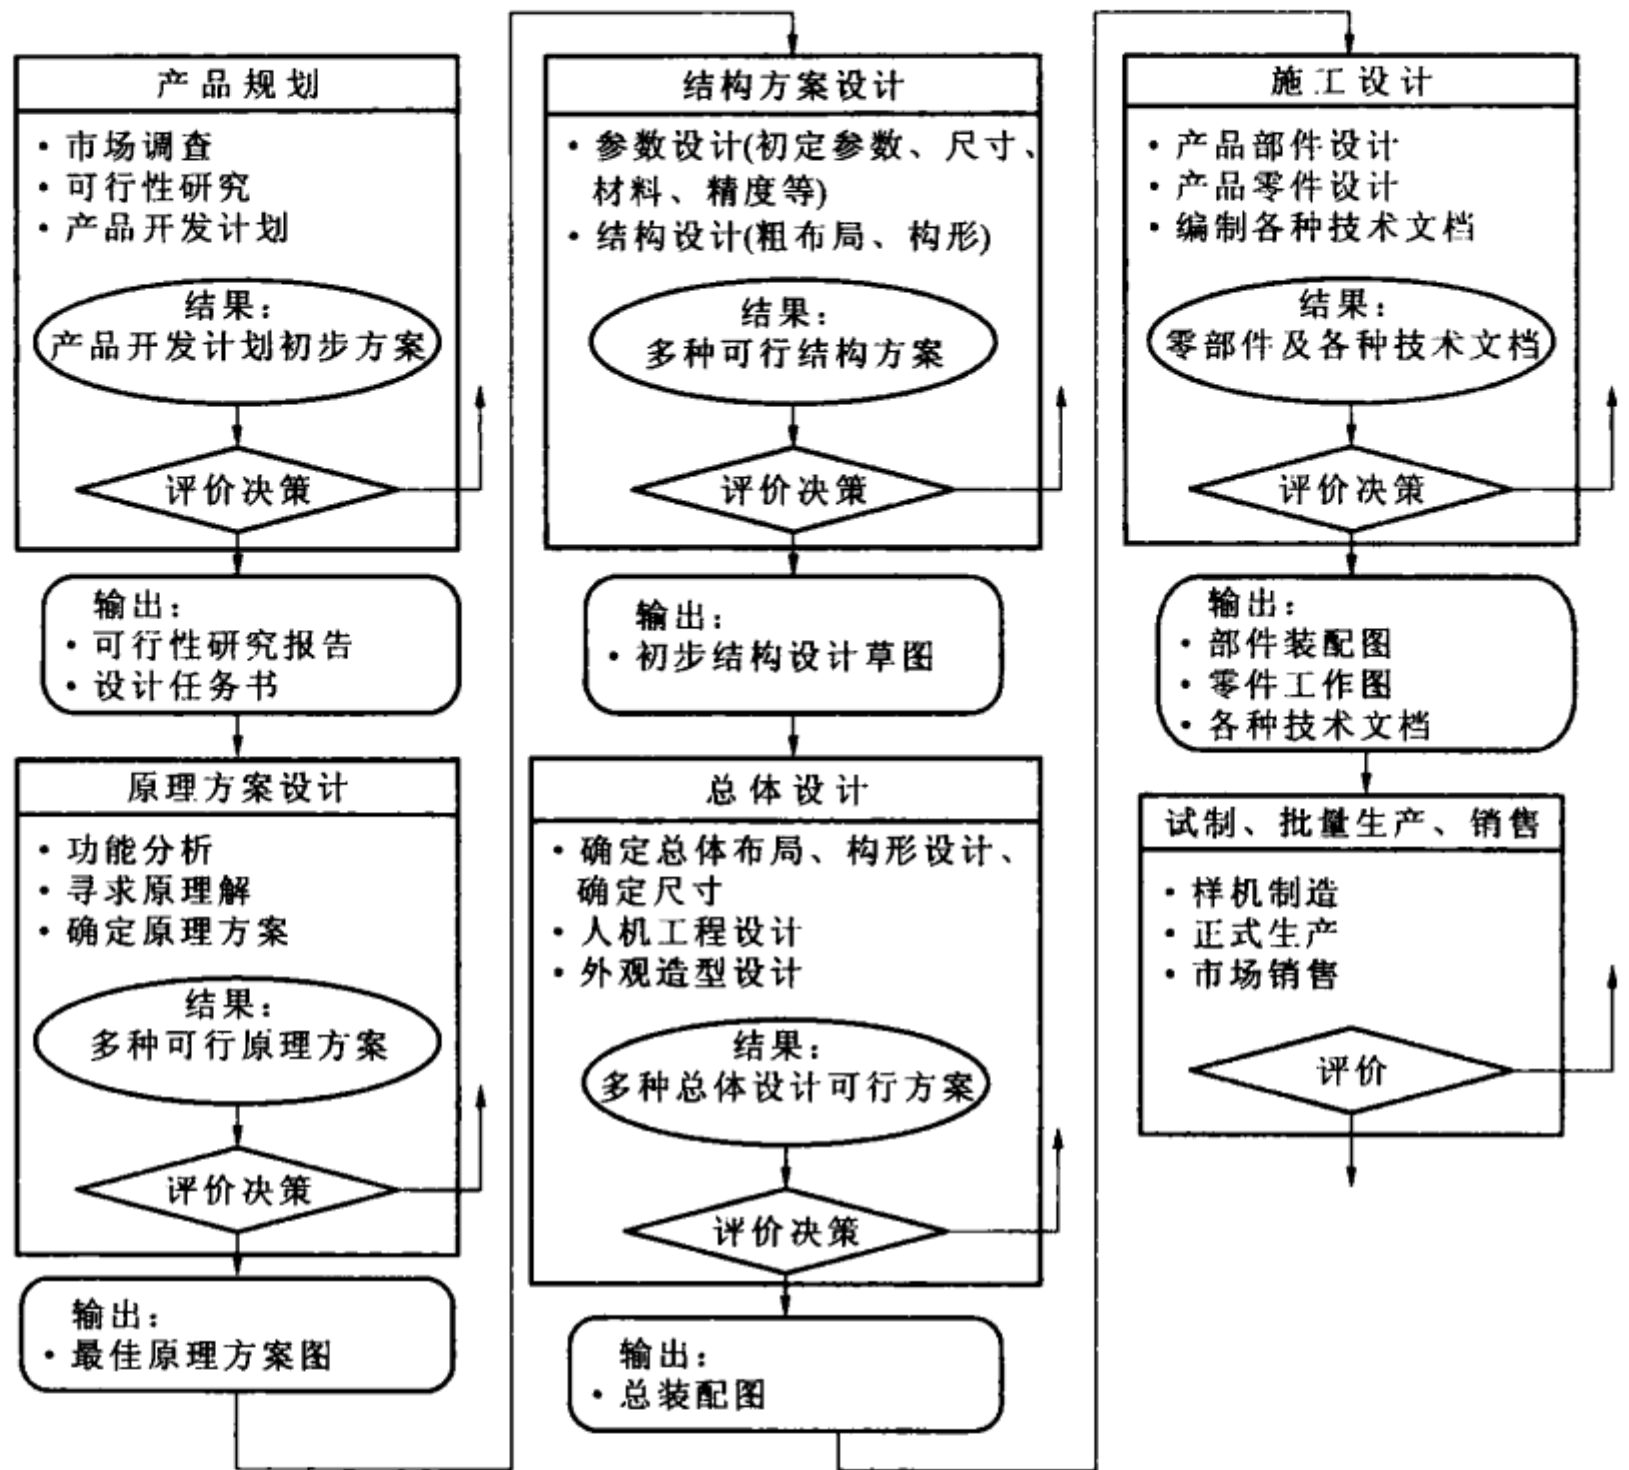 产品规划
• 市场调查
• 可行性研究
• 产品开发计划
结果：
产品开发计划初步方案
评价决策
输出：
• 可行性研究报告
• 设计任务书
原理方案设计
• 功能分析
• 寻求原理解
• 确定原理方案
结果：
多种可行原理方案
评价决策
输出：
• 最佳原理方案图
结构方案设计
• 参数设计(初定参数、尺寸、
材料、精度等)
• 结构设计(粗布局、构形)
结果：
多种可行结构方案
评价决策
输出：
• 初步结构设计草图
总体设计
• 确定总体布局、构形设计、
确定尺寸
• 人机工程设计
• 外观造型设计
结果：
多种总体设计可行方案
评价决策
输出：
• 总装配图
施工设计
• 产品部件设计
• 产品零件设计
• 编制各种技术文档
结果：
零部件及各种技术文档
评价决策
输出：
• 部件装配图
• 零件工作图
• 各种技术文档
试制、批量生产、销售
• 样机制造
• 正式生产
• 市场销售
评价